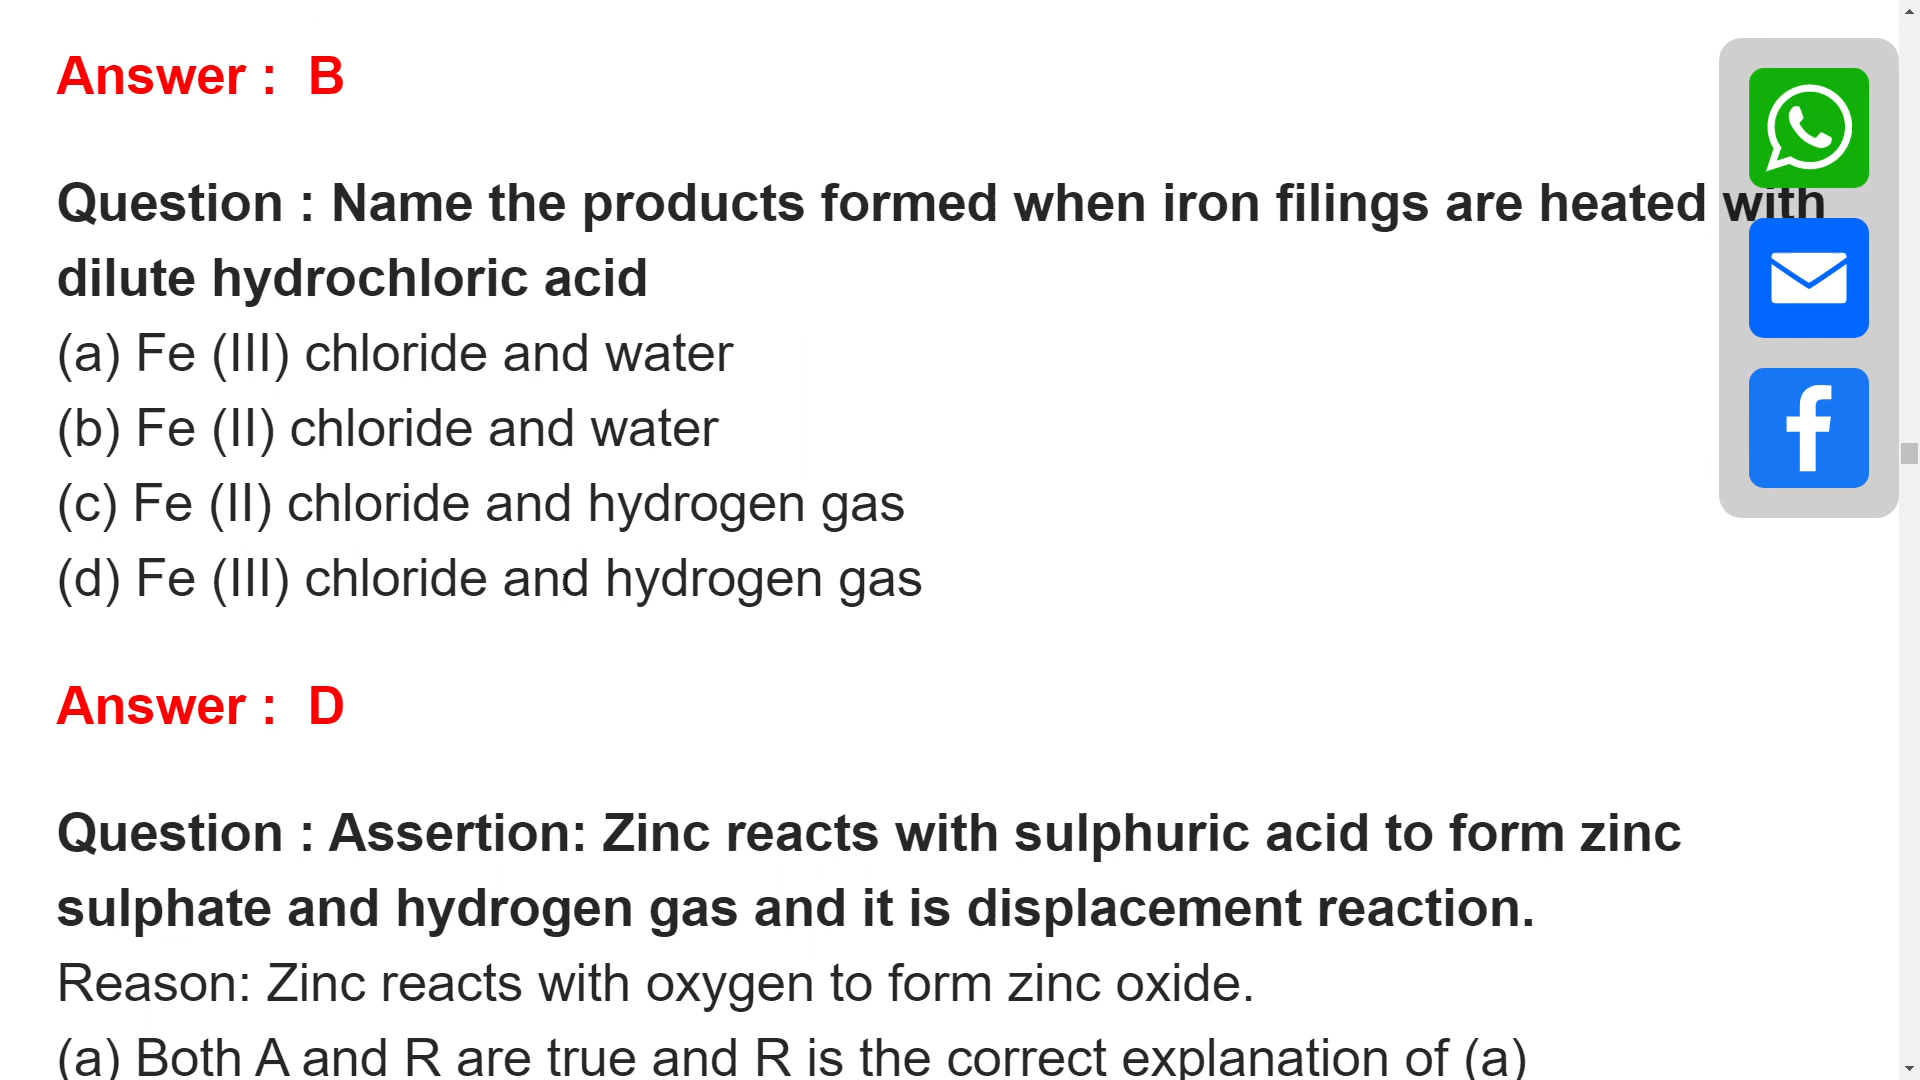 Answer : B
Question : Name the products formed when iron filings are heated with
dilute hydrochloric acid
(a) Fe (III) chloride and water
(b) Fe (II) chloride and water
(c) Fe (II) chloride and hydrogen gas
(d) Fe (III) chloride and hydrogen gas
Answer : D
Question : Assertion: Zinc reacts with sulphuric acid to form zinc
sulphate and hydrogen gas and it is displacement reaction.
Reason: Zinc reacts with oxygen to form zinc oxide.
(a) Both A and R are true and R is the correct explanation of (a)